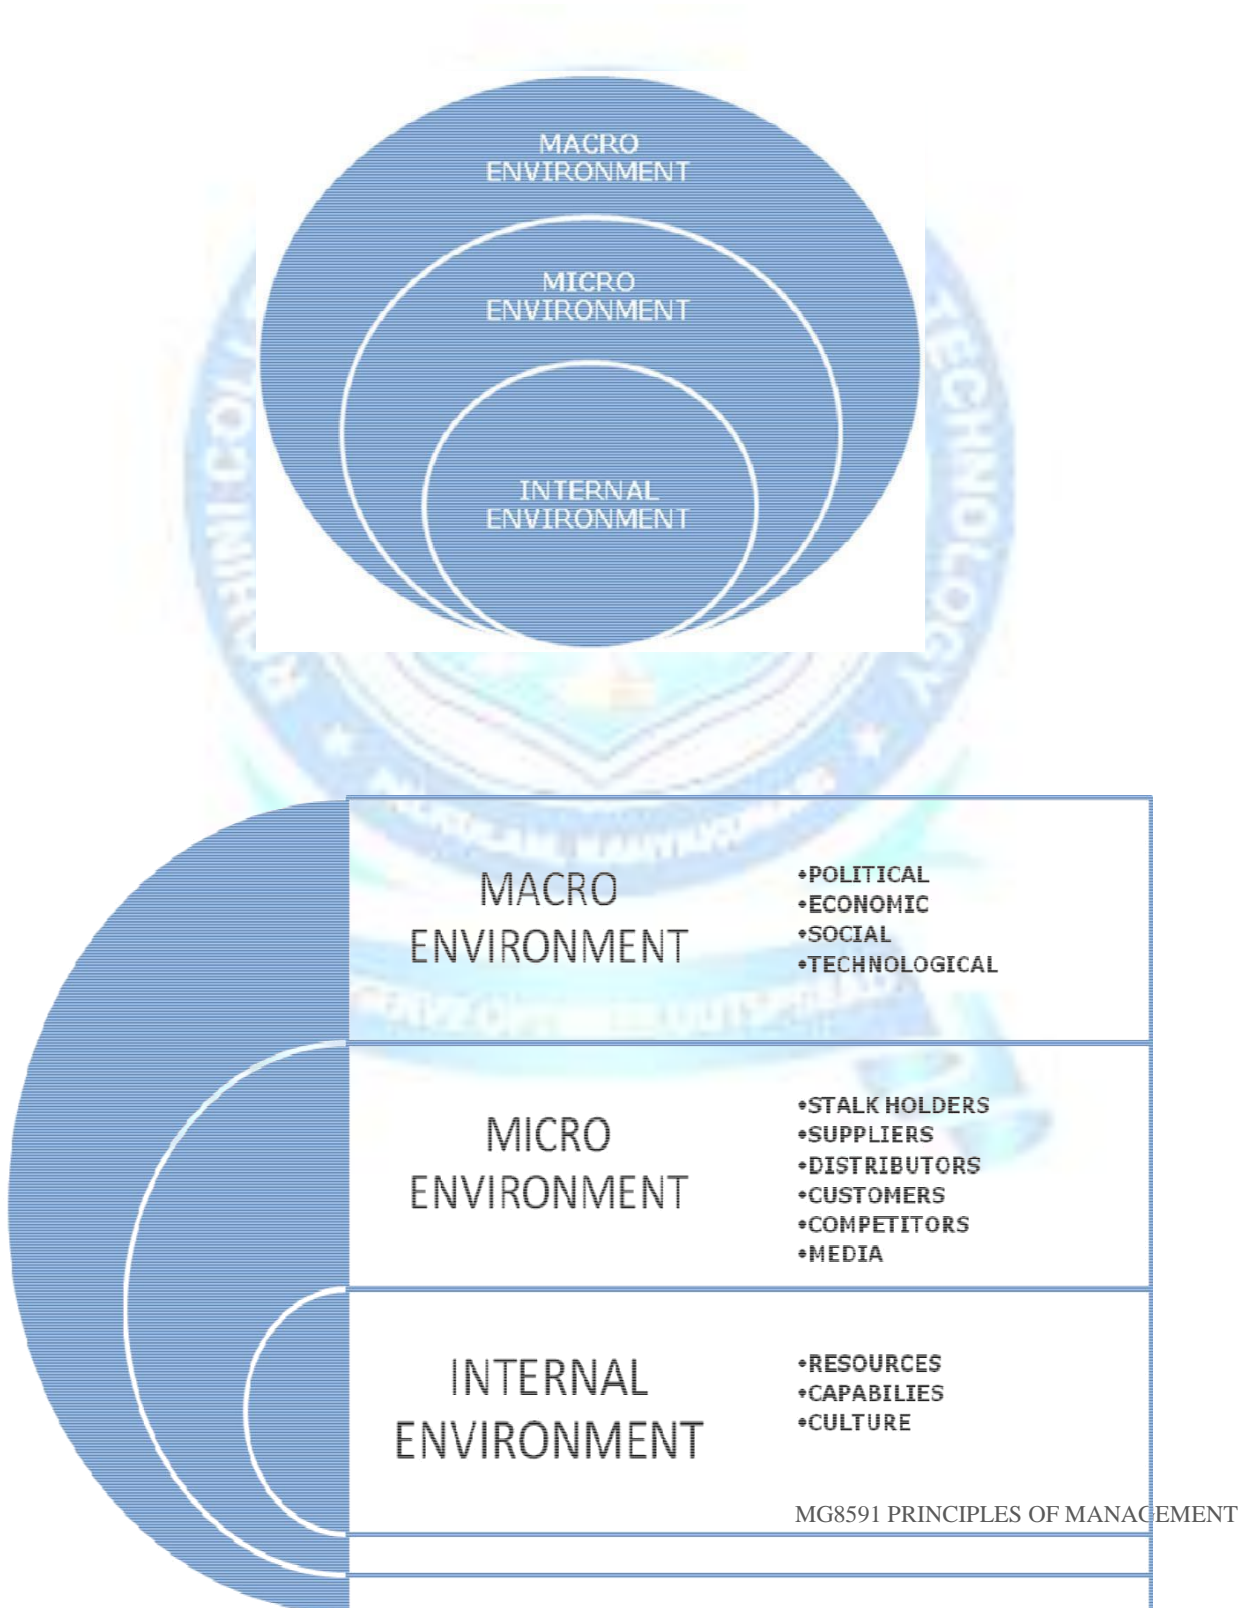 MACRO
ENVIRONMENT
MICRO
ENVIRONMENT
INTERNAL
ENVIRONMENT
TECHNOLOGY
MACRO
ENVIRONMENT
•POLITICAL
•ECONOMIC
•SOCIAL
•TECHNOLOGICAL
MICRO
ENVIRONMENT
•STALK HOLDERS
•SUPPLIERS
•DISTRIBUTORS
•CUSTOMERS
•COMPETITORS
•MEDIA
INTERNAL
ENVIRONMENT
•RESOURCES
•CAPABILIES
•CULTURE
MG8591 PRINCIPLES OF MANAGEMENT